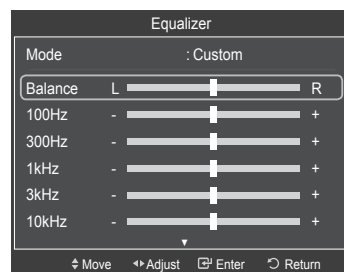 Equalizer
Mode : Custom
Balance L R
100Hz - +
300Hz - +
1kHz - +
3kHz - +
10kHz - +
Move Adjust Enter Return